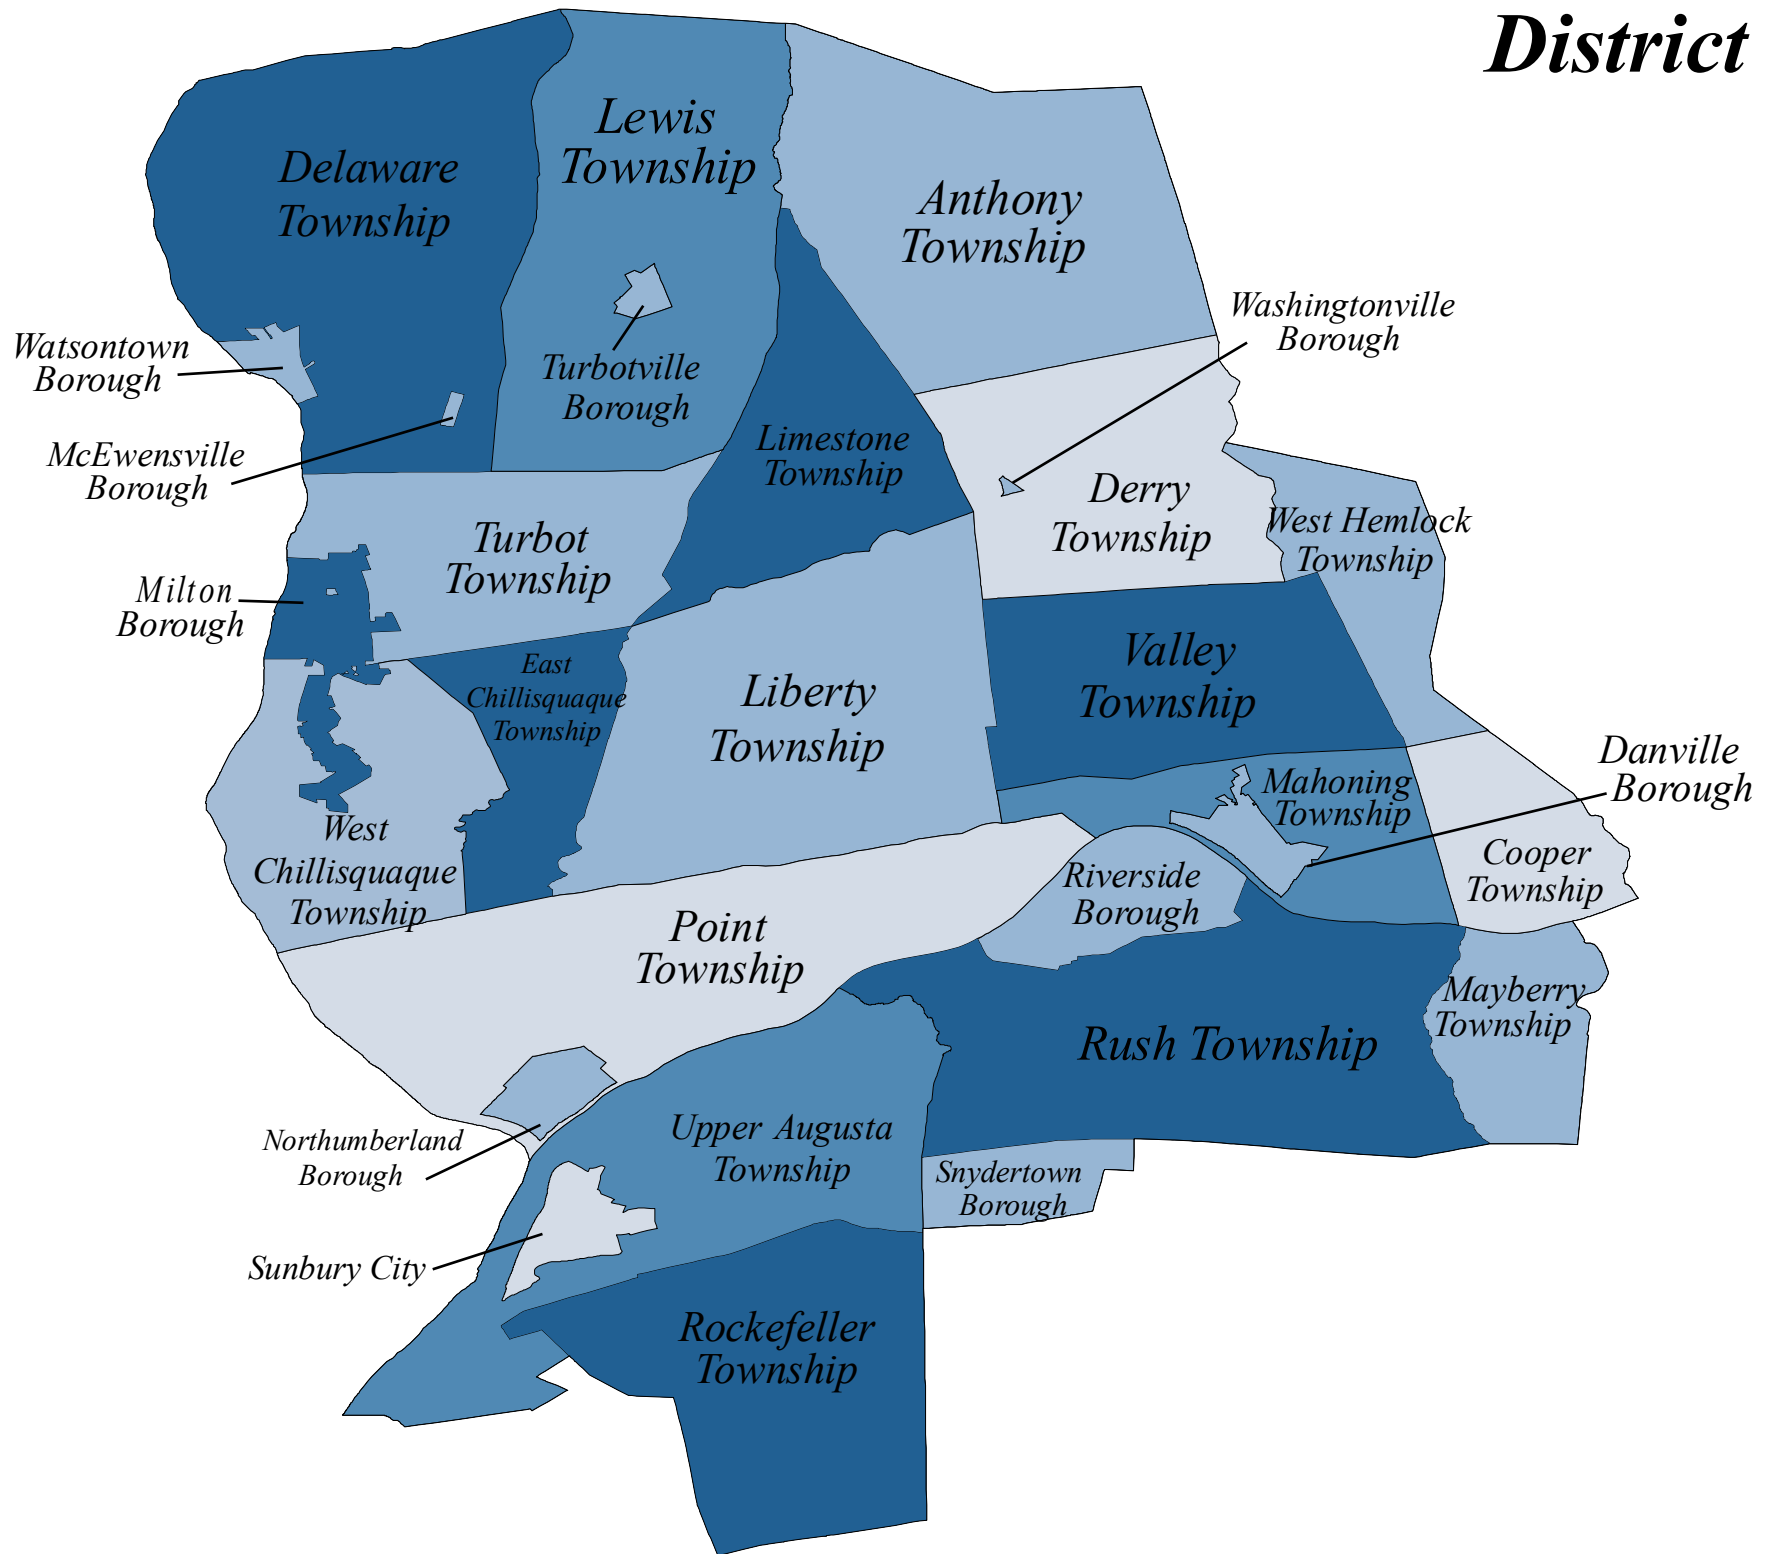 District
Lewis
Township
Delaware
Township
Anthony
Township
Washingtonville
Borough
Watsontown
Borough
Turbotville
Borough
McEwensville
Borough
Limestone
Township
Derry
Township
West Hemlock
Township
Turbot
Township
Milton
Borough
East
Chillisquaque
Township
Liberty
Township
Valley
Township
Danville
Borough
Mahoning
Township
West
Chillisquaque
Township
Cooper
Township
Riverside
Borough
Point
Township
Mayberry
Township
Rush Township
Northumberland
Borough
Upper Augusta
Township
Snydertown
Borough
Sunbury City
Rockefeller
Township